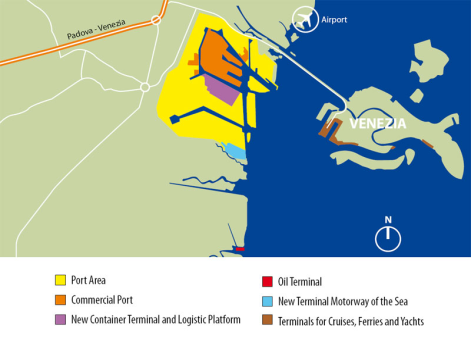 Airport
Padova - Venezia
VENEZIA
N
Port Area
Commercial Port
New Container Terminal and Logistic Platform
Oil Terminal
New Terminal Motorway of the Sea
Terminals for Cruises, Ferries and Yachts